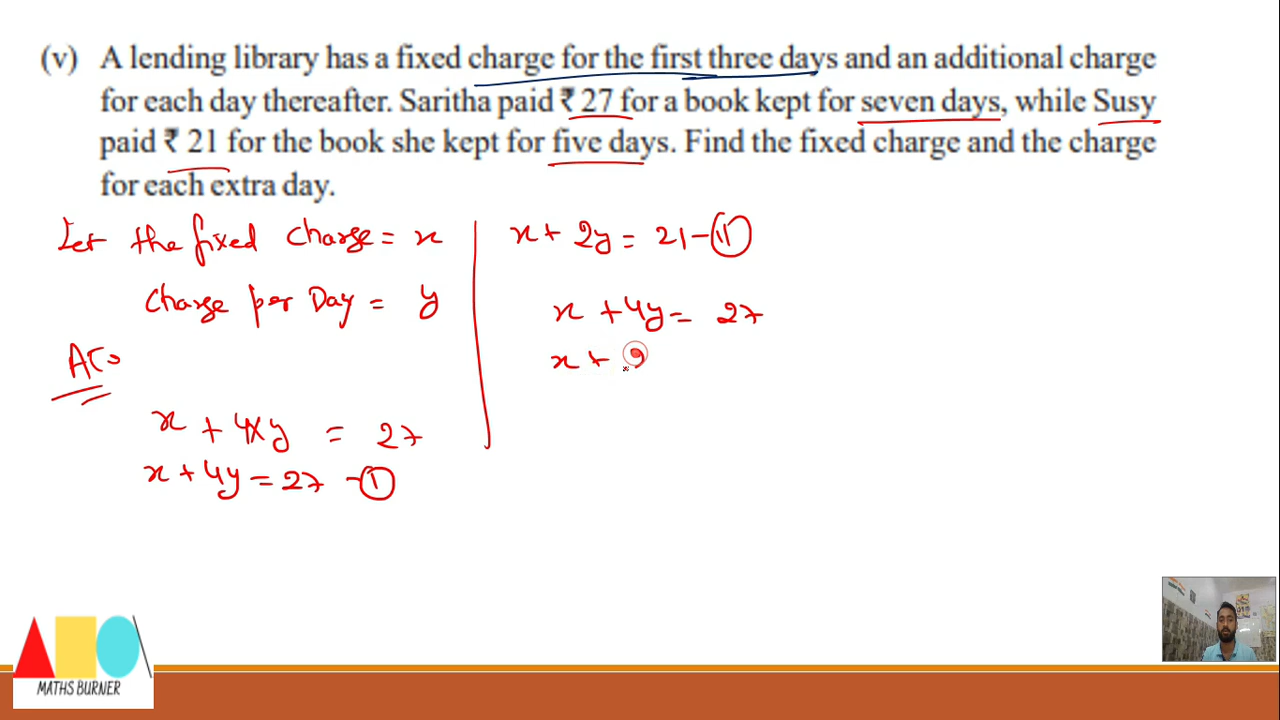 (v) A lending library has a fixed charge for the first three days and an additional charge
for each day thereafter. Saritha paid ₹ 27 for a book kept for seven days, while Susy
paid ₹ 21 for the book she kept for five days. Find the fixed charge and the charge
for each extra day.
Let the fixed charge = x
charge per Day = y
x + 4xy = 27
x + 4y = 27 - ①
x + 2y = 21 - ⑪
x + 4y = 27
x +
MATHS BURNER